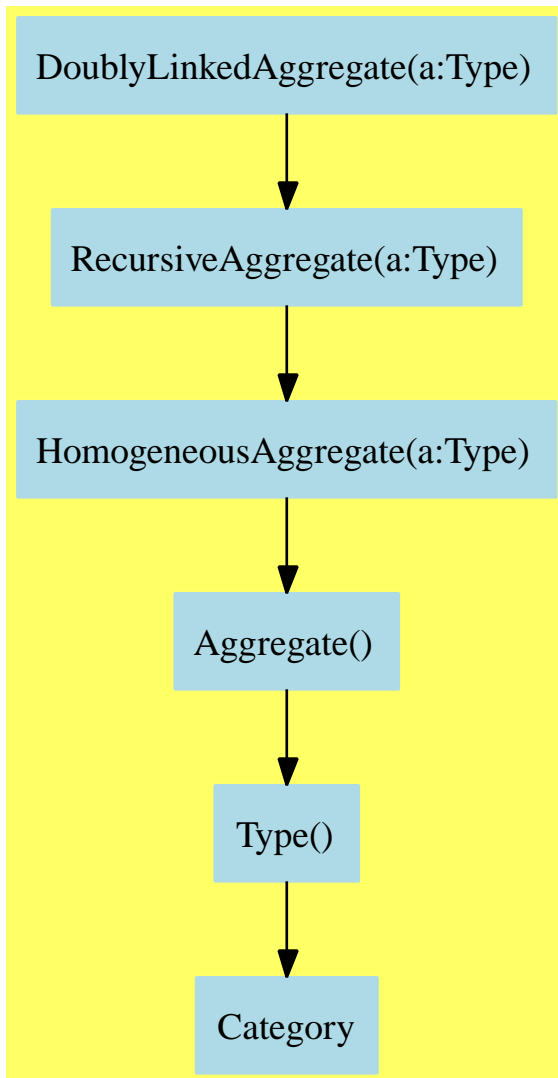 DoublyLinkedAggregate(a:Type)
RecursiveAggregate(a:Type)
HomogeneousAggregate(a:Type)
Aggregate()
Type()
Category